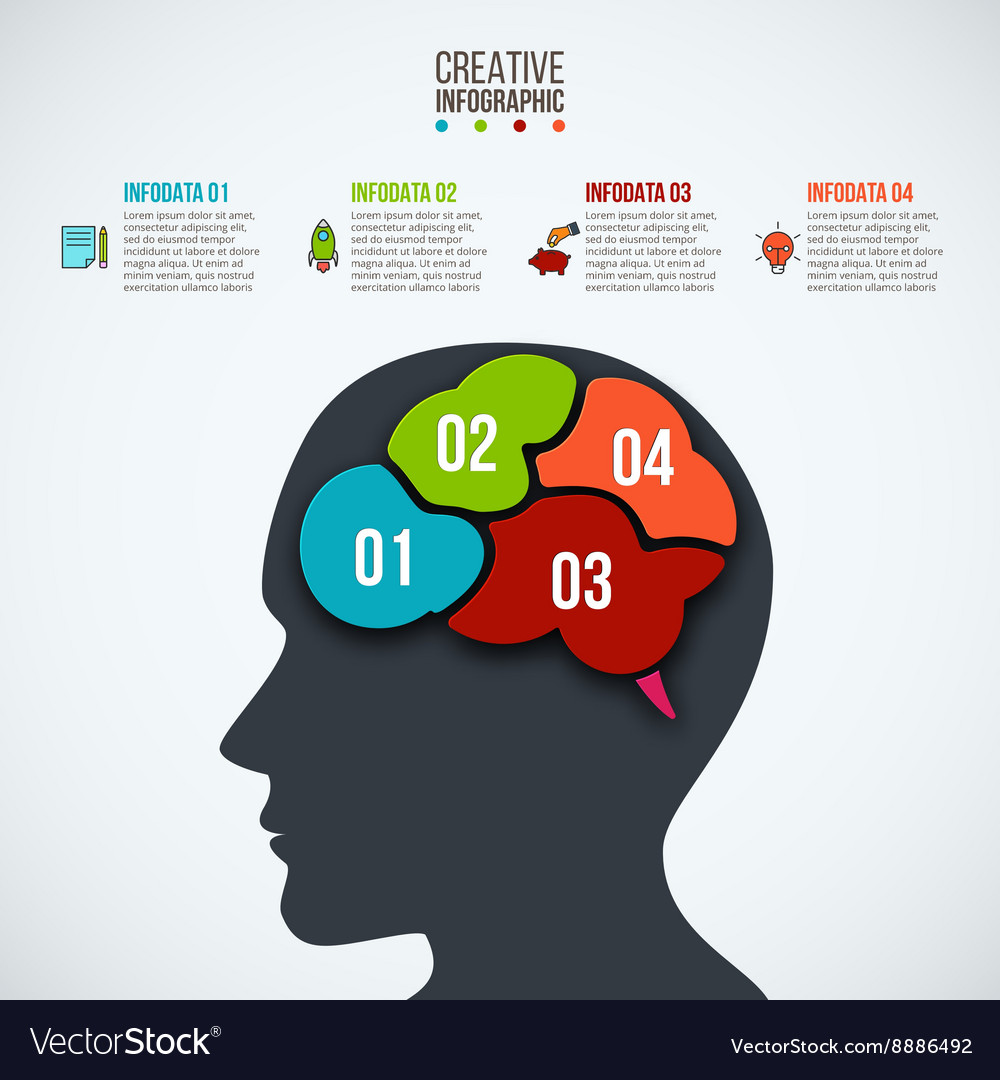 CREATIVE
INFOGRAPHIC
INFODATA 01
Lorem ipsum dolor sit amet,
consectetur adipiscing elit,
sed do eiusmod tempor
incididunt ut labore et dolore
magna aliqua. Ut enim ad
minim veniam, quis nostrud
exercitation ullamco laboris
INFODATA 02
Lorem ipsum dolor sit amet,
consectetur adipiscing elit,
sed do eiusmod tempor
incididunt ut labore et dolore
magna aliqua. Ut enim ad
minim veniam, quis nostrud
exercitation ullamco laboris
INFODATA 03
Lorem ipsum dolor sit amet,
consectetur adipiscing elit,
sed do eiusmod tempor
incididunt ut labore et dolore
magna aliqua. Ut enim ad
minim veniam, quis nostrud
exercitation ullamco laboris
INFODATA 04
Lorem ipsum dolor sit amet,
consectetur adipiscing elit,
sed do eiusmod tempor
incididunt ut labore et dolore
magna aliqua. Ut enim ad
minim veniam, quis nostrud
exercitation ullamco laboris
02
04
01
03
VectorStock®
VectorStock.com/8886492